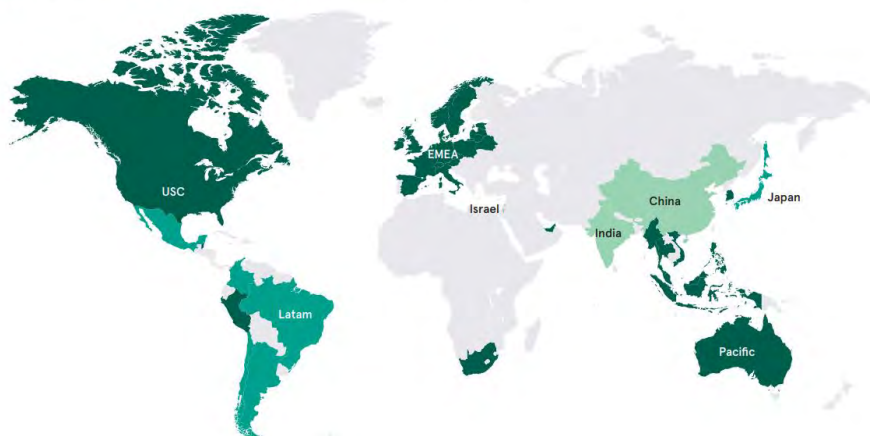 EMEA
USC
Israel
China
Japan
India
Latam
Pacific